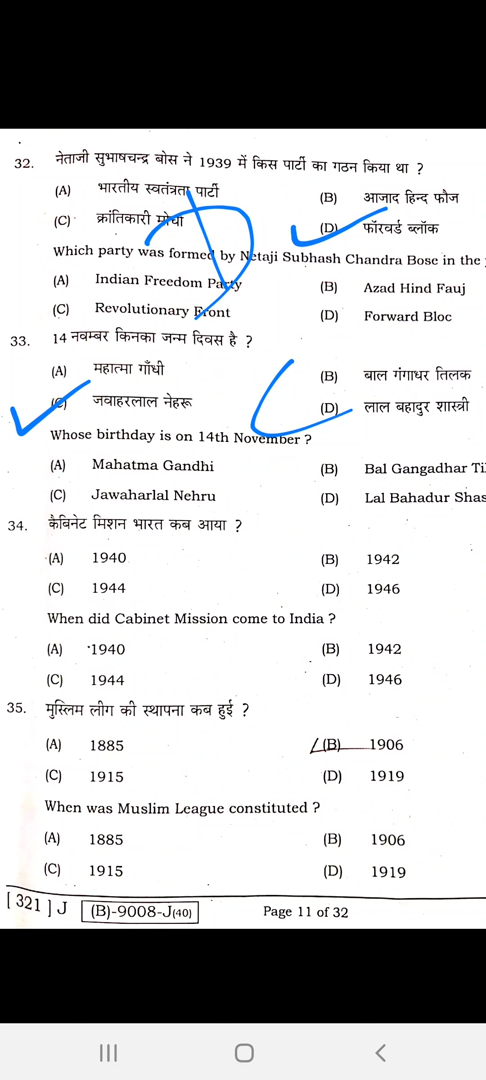 32. नेताजी सुभाषचन्द्र बोस ने 1939 में किस पार्टी का गठन किया था ?
(A) भारतीय स्वतंत्रता पार्टी (B) आजाद हिन्द फौज
(C) क्रांतिकारी मोर्चा (D) फॉरवर्ड ब्लॉक
Which party was formed by Netaji Subhash Chandra Bose in the
(A) Indian Freedom Party (B) Azad Hind Fauj
(C) Revolutionary Front (D) Forward Bloc
33. 14 नवम्बर किनका जन्म दिवस है ?
(A) महात्मा गाँधी (B) बाल गंगाधर तिलक
(C) जवाहरलाल नेहरू (D) लाल बहादुर शास्त्री
Whose birthday is on 14th November ?
(A) Mahatma Gandhi (B) Bal Gangadhar Ti
(C) Jawaharlal Nehru (D) Lal Bahadur Shas
34. कैबिनेट मिशन भारत कब आया ?
(A) 1940 (B) 1942
(C) 1944 (D) 1946
When did Cabinet Mission come to India ?
(A) 1940 (B) 1942
(C) 1944 (D) 1946
35. मुस्लिम लीग की स्थापना कब हुई ?
(A) 1885 (B) 1906
(C) 1915 (D) 1919
When was Muslim League constituted ?
(A) 1885 (B) 1906
(C) 1915 (D) 1919
[ 321 ] J (B)-9008-J(40) Page 11 of 32